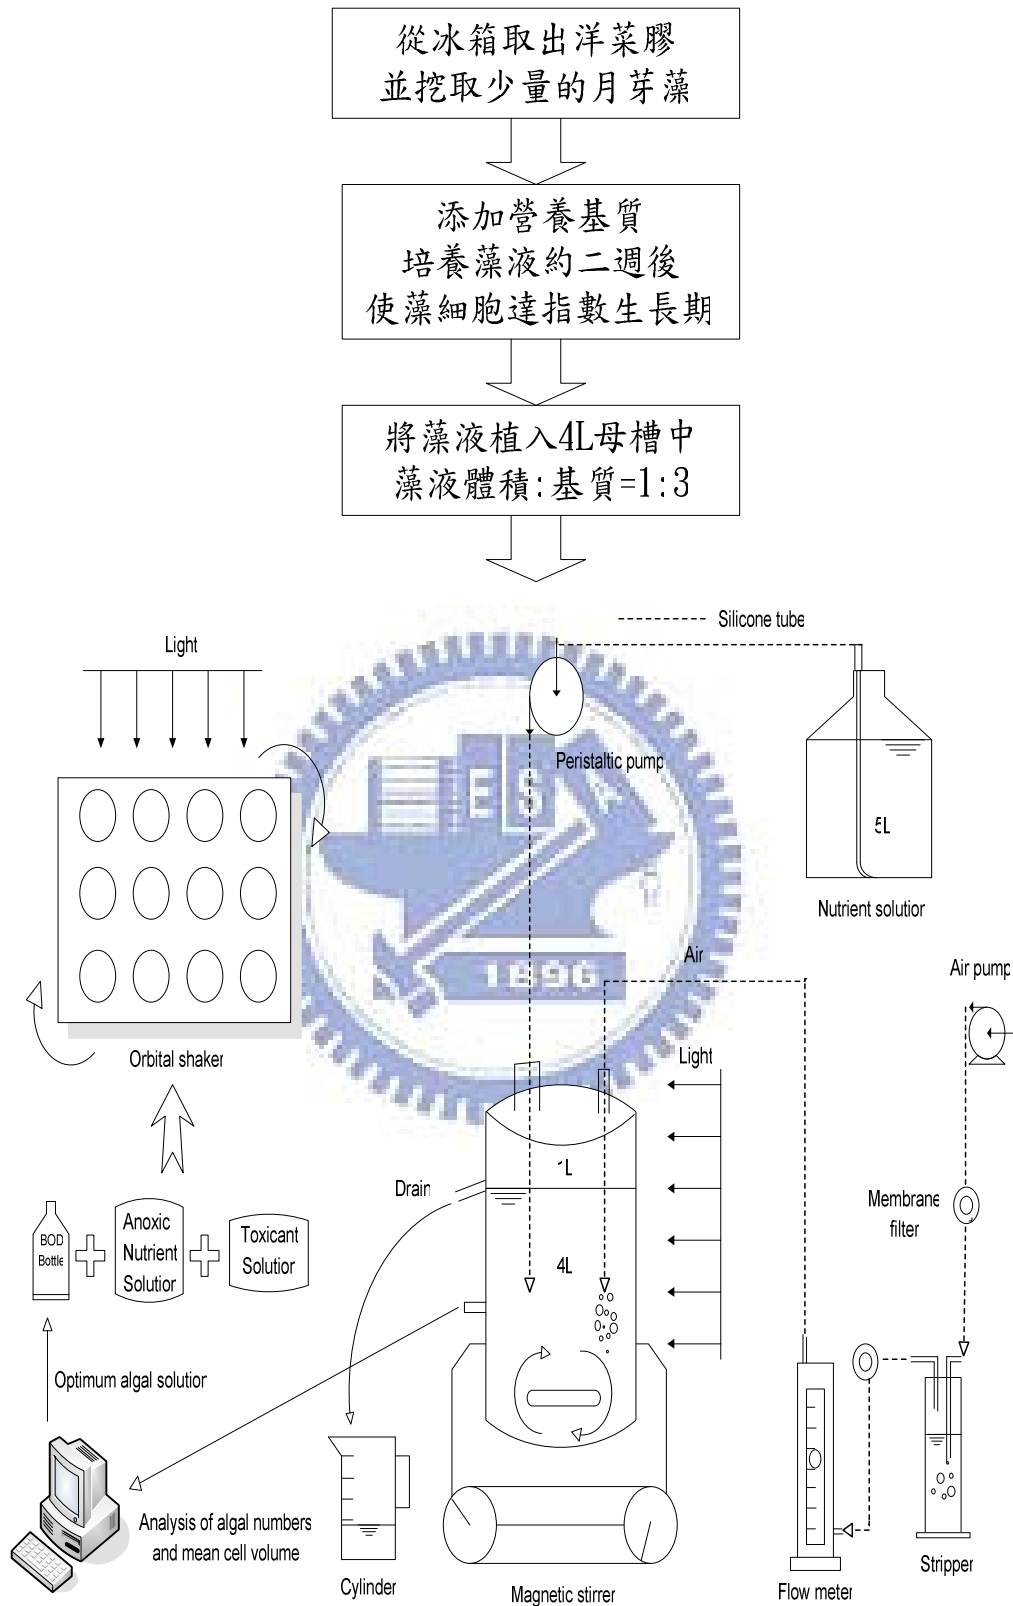 從冰箱取出洋菜膠
並挖取少量的月芽藻
添加營養基質
培養藻液約二週後
使藻細胞達指數生長期
將藻液植入4L母槽中
藻液體積:基質=1:3
Silicone tube
Light
Peristaltic pump
5L
Nutrient solution
E S
1896
Air
Air pump
Orbital shaker
Light
1L
Drain
Membrane
filter
4L
BOD
Bottle
Anoxic
Nutrient
Solution
Toxicant
Solution
Optimum algal solution
Analysis of algal numbers
and mean cell volume
Cylinder
Magnetic stirrer
Flow meter
Stripper